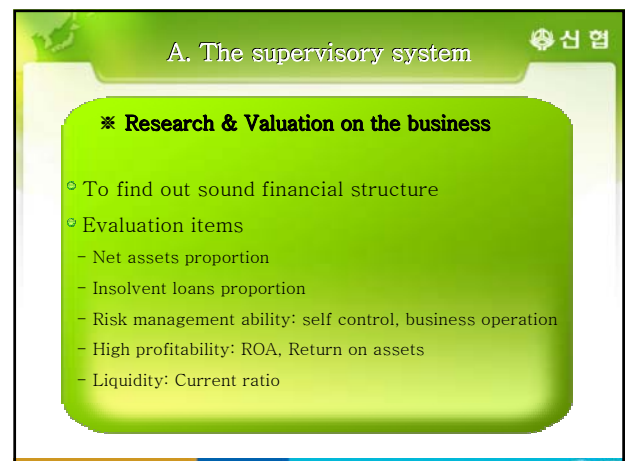 A. The supervisory system
신협
※ Research & Valuation on the business
To find out sound financial structure
Evaluation items
- Net assets proportion
- Insolvent loans proportion
- Risk management ability: self control, business operation
- High profitability: ROA, Return on assets
- Liquidity: Current ratio